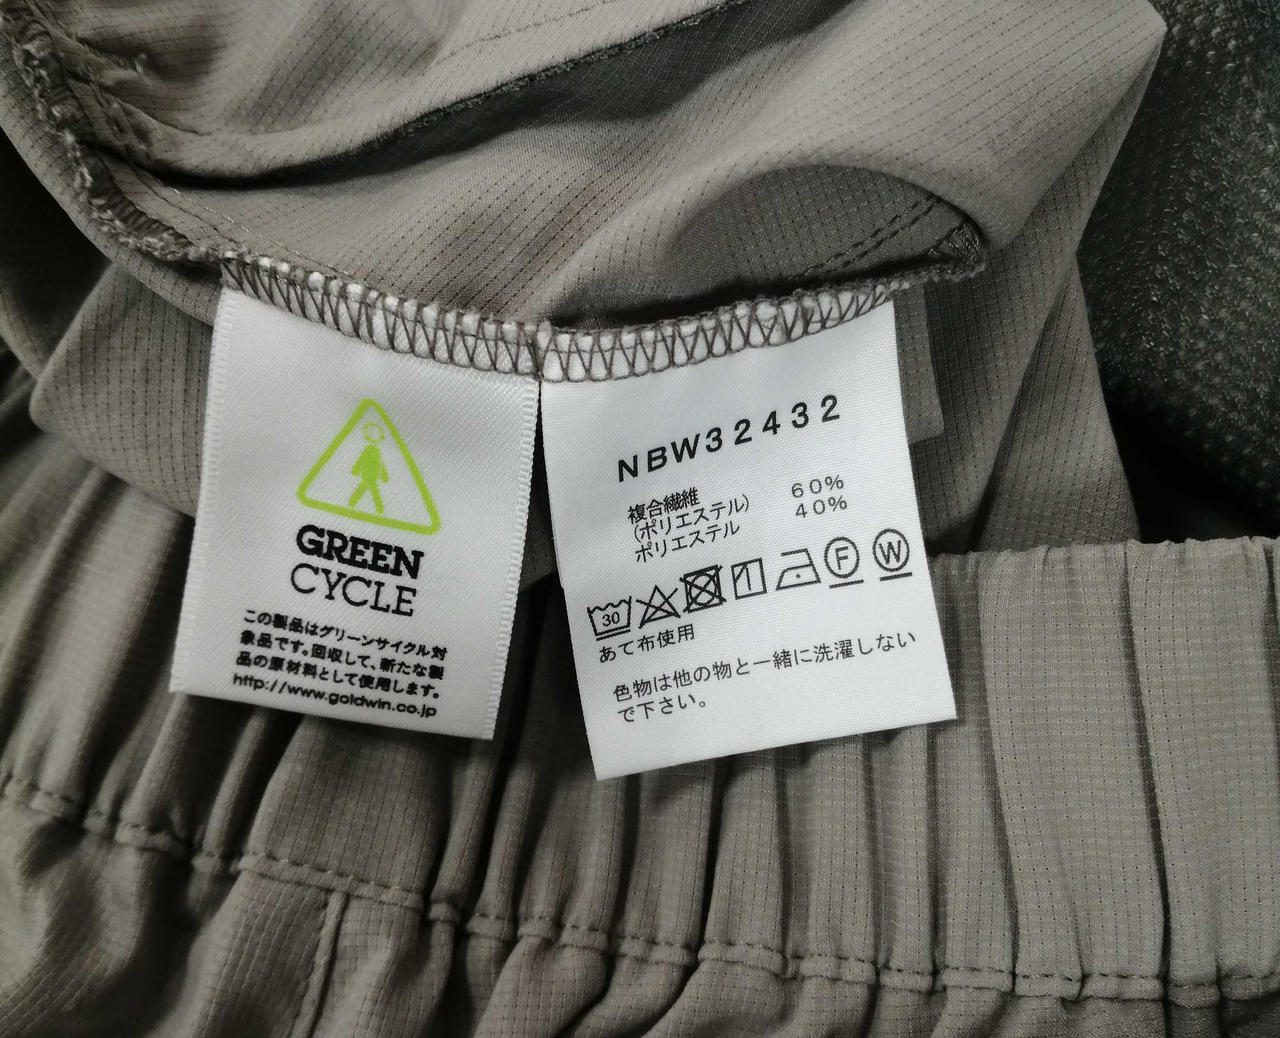 GREEN
CYCLE
この製品はグリーンサイクル対
象品です。回収して、新たな製
品の原材料として使用します。
http://www.goldwin.co.jp
NBW32432
複合繊維
(ポリエステル) 60%
ポリエステル 40%
30 F W
あて布使用
色物は他の物と一緒に洗濯しない
で下さい。